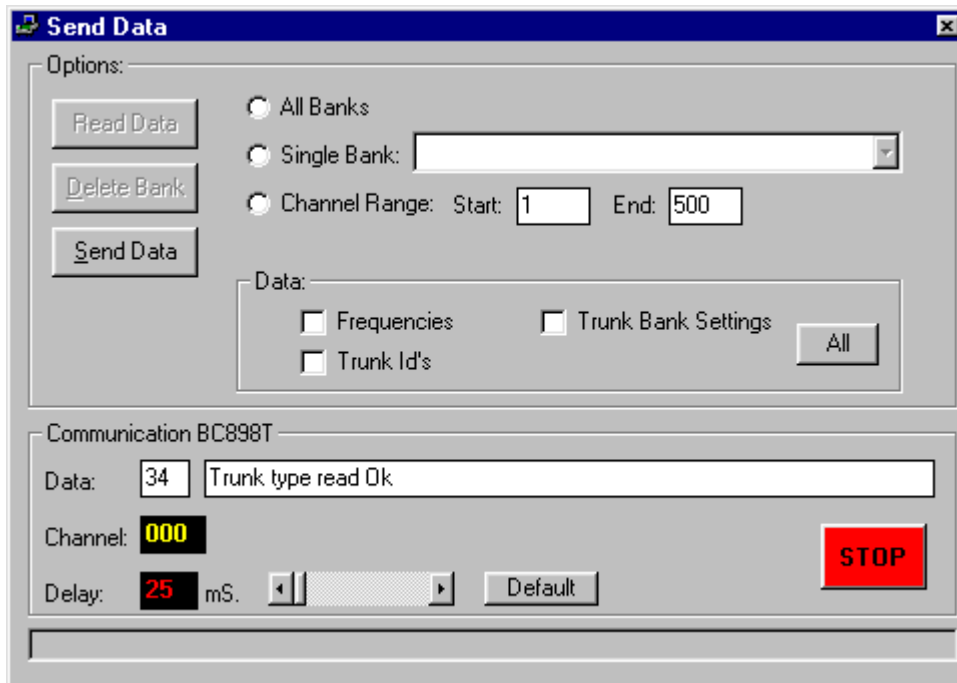 Send Data
Options:
Read Data
All Banks
Single Bank:
Delete Bank
Channel Range: Start: 1 End: 500
Send Data
Data:
Frequencies Trunk Bank Settings
All
Trunk Id's
Communication BC898T
Data: 34 Trunk type read Ok
Channel: 000
STOP
Delay: 25 mS. Default